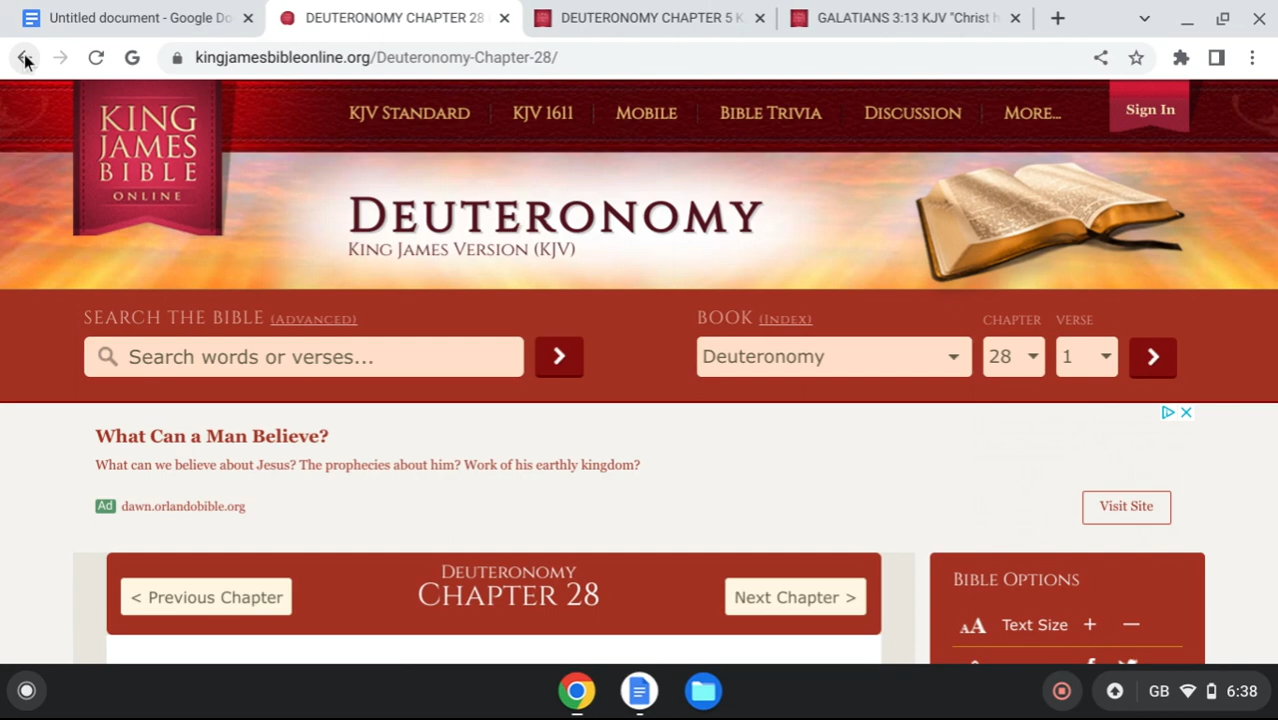 Untitled document - Google Do
DEUTERONOMY CHAPTER 28
DEUTERONOMY CHAPTER 5 K
GALATIANS 3:13 KJV "Christ h
kingjamesbibleonline.org/Deuteronomy-Chapter-28/
KING
JAMES
BIBLE
ONLINE
KJV STANDARD
KJV 1611
MOBILE
BIBLE TRIVIA
DISCUSSION
MORE...
Sign In
DEUTERONOMY
KING JAMES VERSION (KJV)
SEARCH THE BIBLE (ADVANCED)
BOOK (INDEX)
CHAPTER
VERSE
Search words or verses...
Deuteronomy
28
1
What Can a Man Believe?
What can we believe about Jesus? The prophecies about him? Work of his earthly kingdom?
Ad dawn.orlandobible.org
Visit Site
< Previous Chapter
DEUTERONOMY
CHAPTER 28
Next Chapter >
BIBLE OPTIONS
AA Text Size + —
GB
6:38